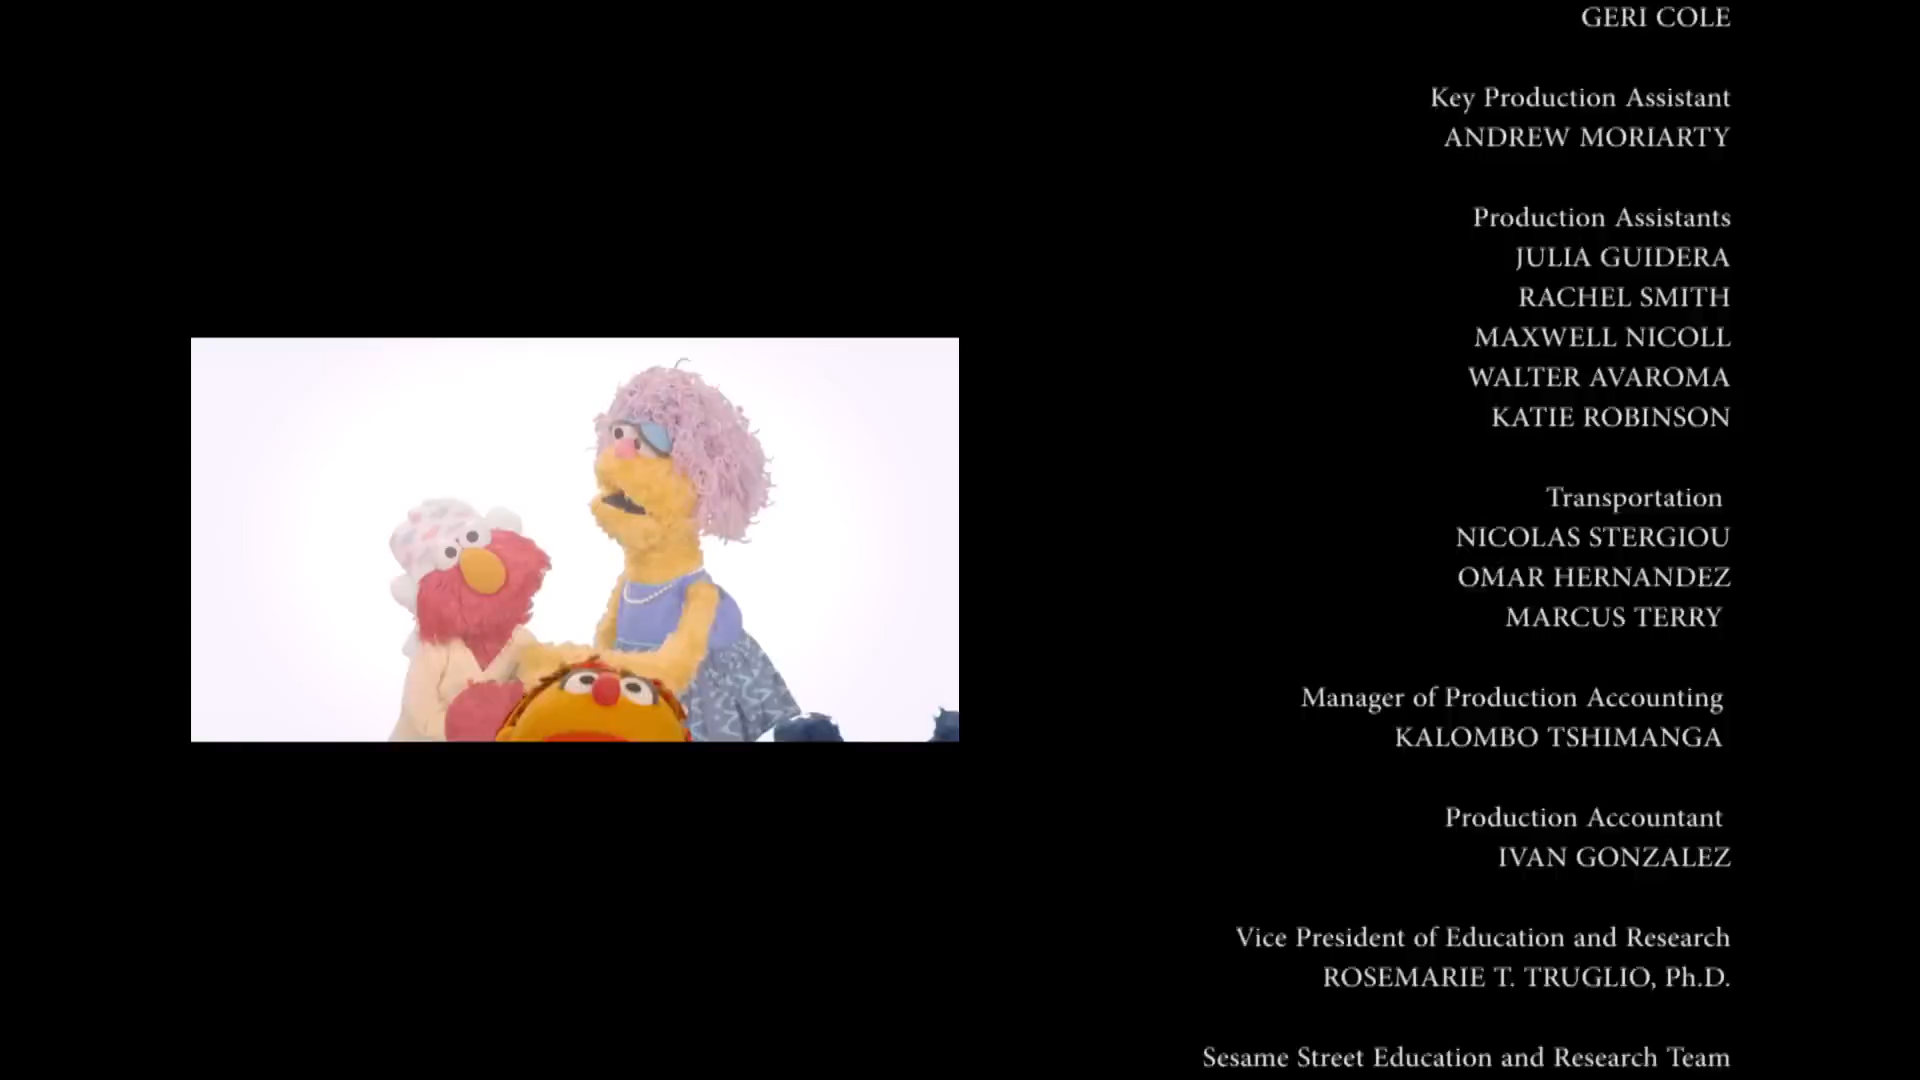 GERI COLE
Key Production Assistant
ANDREW MORIARTY
Production Assistants
JULIA GUIDERA
RACHEL SMITH
MAXWELL NICOLL
WALTER AVAROMA
KATIE ROBINSON
Transportation
NICOLAS STERGIOU
OMAR HERNANDEZ
MARCUS TERRY
Manager of Production Accounting
KALOMBO TSHIMANGA
Production Accountant
IVAN GONZALEZ
Vice President of Education and Research
ROSEMARIE T. TRUGLIO, Ph.D.
Sesame Street Education and Research Team